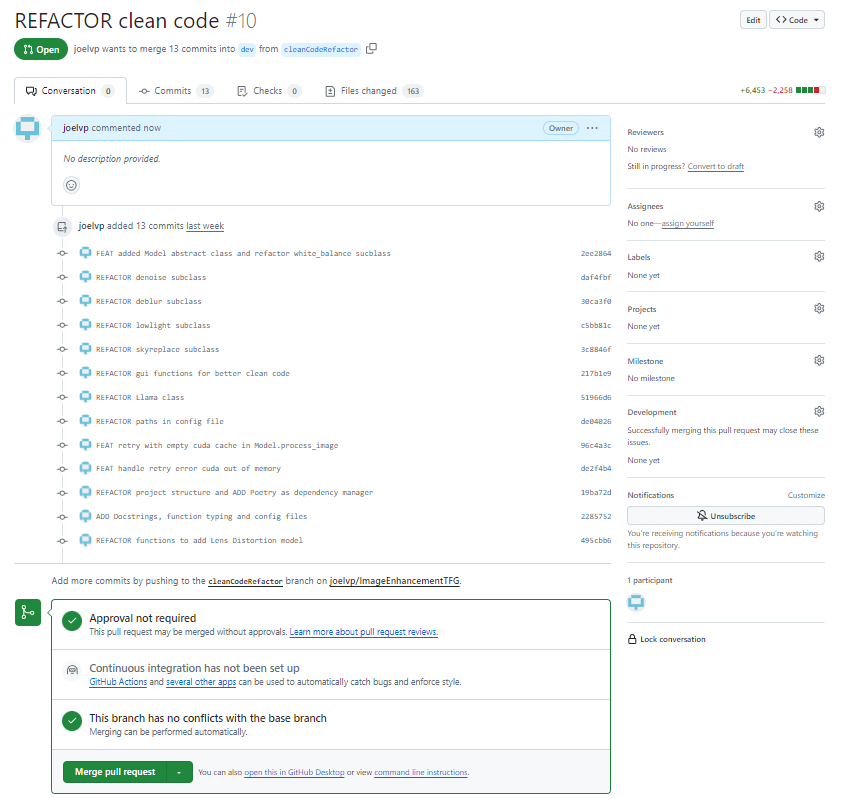 REFACTOR clean code #10
Edit
Code
Open
joelvp wants to merge 13 commits into dev from cleanCodeRefactor
Conversation 0
Commits 13
Checks 0
Files changed 163
+6,453 −2,258
joelvp commented now
Owner
No description provided.
joelvp added 13 commits last week
FEAT added Model abstract class and refactor white_balance sucblass 2ee2864
REFACTOR denoise subclass daf4fbf
REFACTOR deblur subclass 30ca3f0
REFACTOR lowlight subclass c5bb81c
REFACTOR skyreplace subclass 3c8846f
REFACTOR gui functions for better clean code 217b1e9
REFACTOR Llama class 51966d6
REFACTOR paths in config file de04026
FEAT retry with empty cuda cache in Model.process_image 96c4a3c
FEAT handle retry error cuda out of memory de2f4b4
REFACTOR project structure and ADD Poetry as dependency manager 19ba72d
ADD Docstrings, function typing and config files 2285752
REFACTOR functions to add Lens Distortion model 495cbb6
Add more commits by pushing to the cleanCodeRefactor branch on joelvp/ImageEnhancementTFG.
Approval not required
This pull request may be merged without approvals. Learn more about pull request reviews.
Continuous integration has not been set up
GitHub Actions and several other apps can be used to automatically catch bugs and enforce style.
This branch has no conflicts with the base branch
Merging can be performed automatically.
Merge pull request
You can also open this in GitHub Desktop or view command line instructions.
Reviewers
No reviews
Still in progress? Convert to draft
Assignees
No one—assign yourself
Labels
None yet
Projects
None yet
Milestone
No milestone
Development
Successfully merging this pull request may close these
issues.
None yet
Notifications
Customize
Unsubscribe
You're receiving notifications because you're watching
this repository.
1 participant
Lock conversation